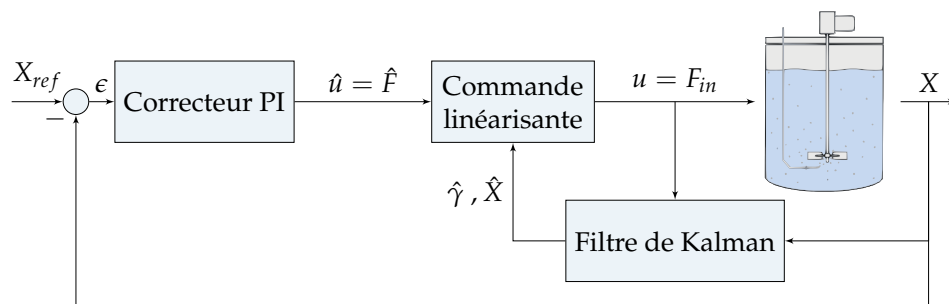 X_ref
ϵ
−
Correcteur PI
û = F̂
Commande
linéarisante
u = F_in
X
γ̂ , X̂
Filtre de Kalman